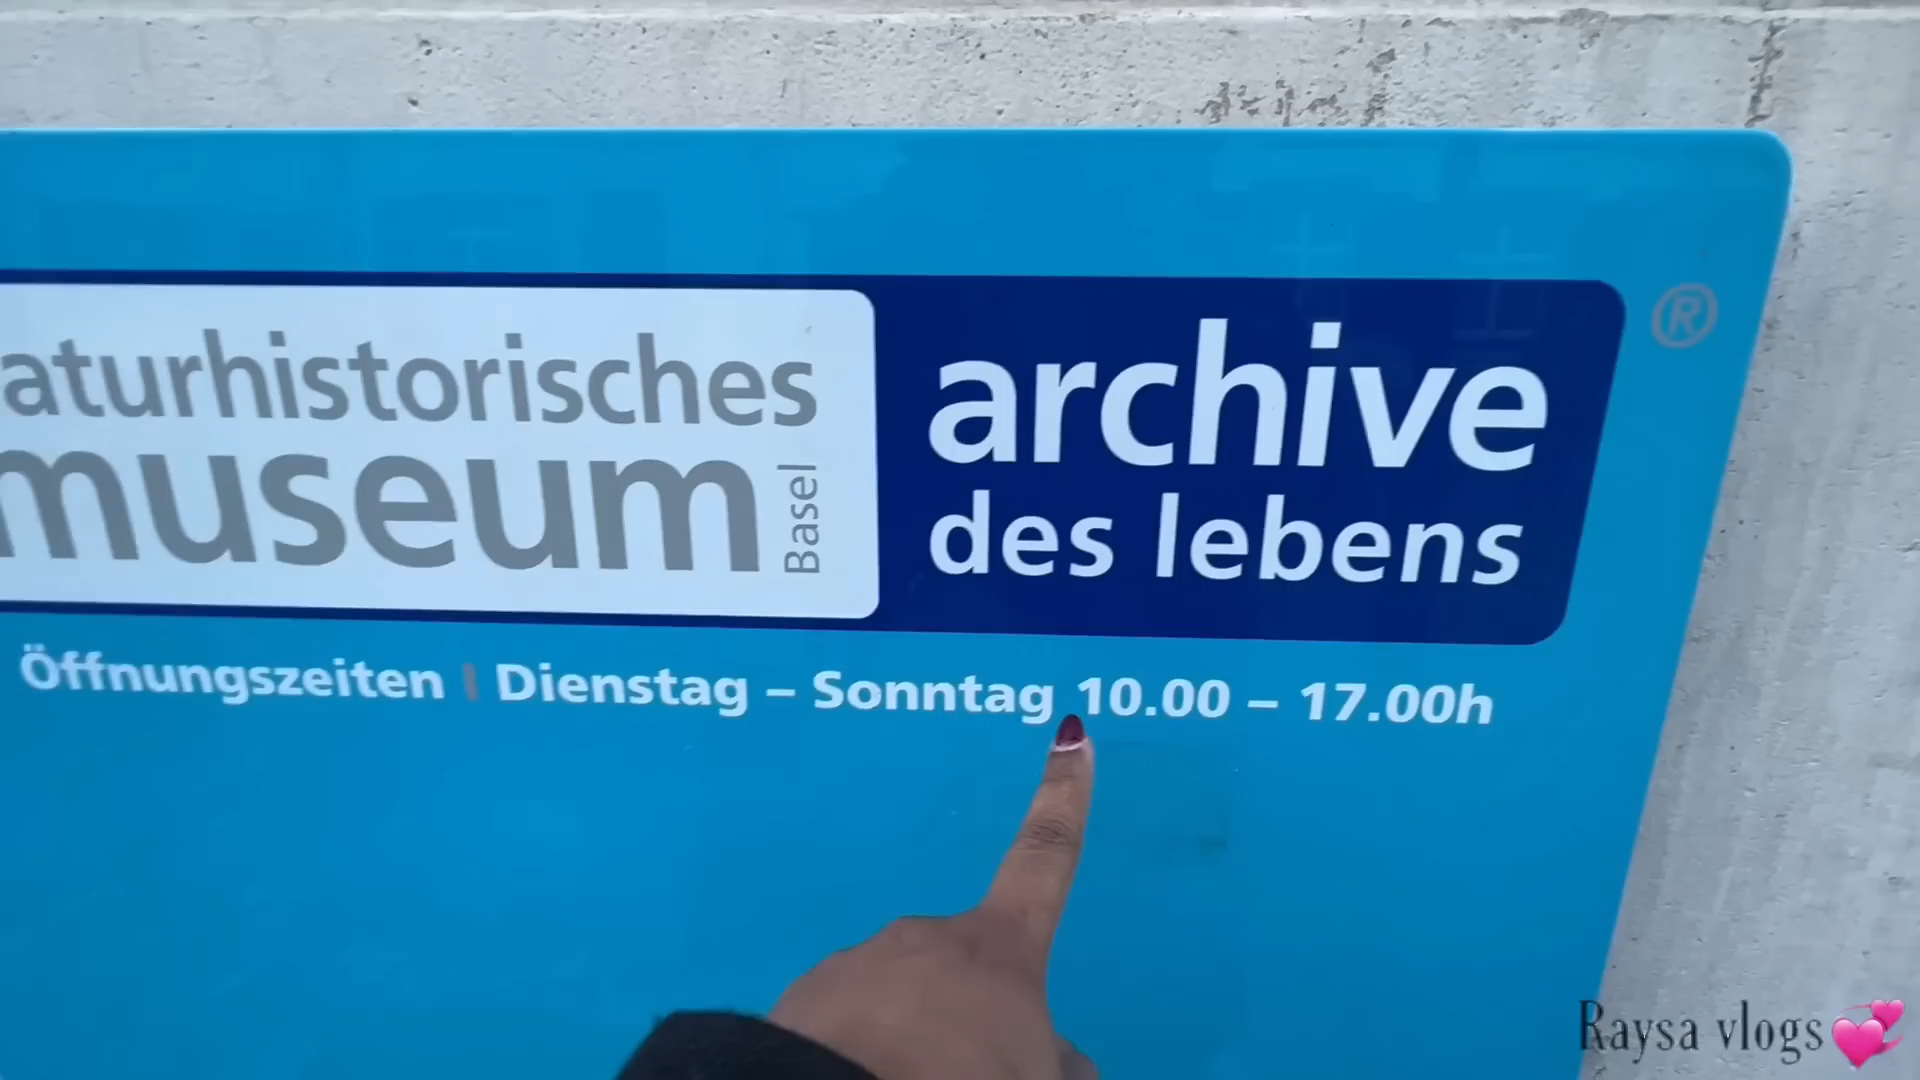 aturhistorisches
museum
Basel
archive
des lebens
®
Öffnungszeiten | Dienstag – Sonntag 10.00 – 17.00h
Raysa vlogs